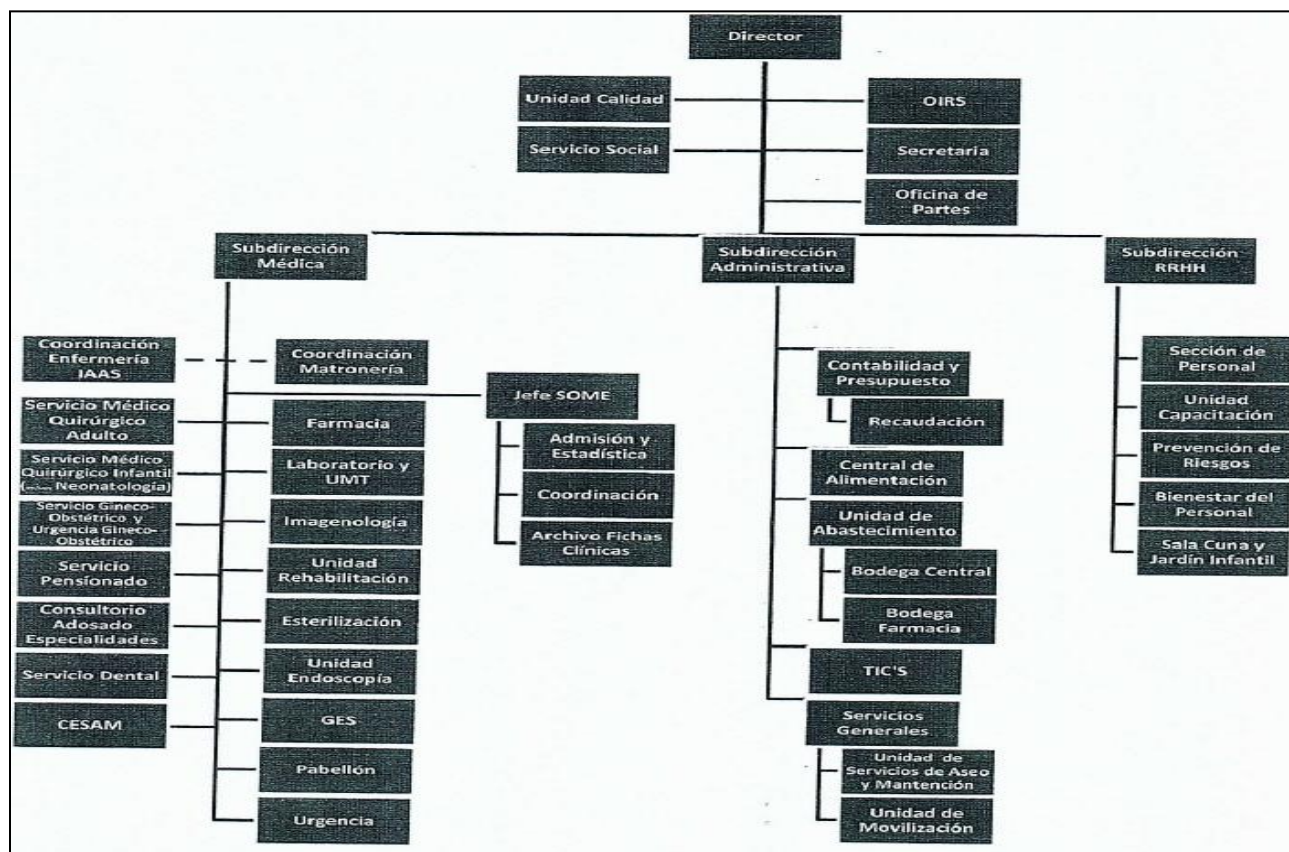 Director
Unidad Calidad
OIRS
Servicio Social
Secretaria
Oficina de
Partes
Subdirección
Médica
Subdirección
Administrativa
Subdirección
RRHH
Coordinación
Enfermería
IAAS
Coordinación
Matronería
Jefe SOME
Admisión y
Estadística
Coordinación
Archivo Fichas
Clínicas
Servicio Médico
Quirúrgico
Adulto
Servicio Médico
Quirúrgico Infantil
( Neonatología)
Servicio Gineco-
Obstétrico y
Urgencia Gineco-
Obstétrico
Servicio
Pensionado
Consultorio
Adosado
Especialidades
Servicio Dental
CESAM
Farmacia
Laboratorio y
UMT
Imagenología
Unidad
Rehabilitación
Esterilización
Unidad
Endoscopía
GES
Pabellón
Urgencia
Contabilidad y
Presupuesto
Recaudación
Central de
Alimentación
Unidad de
Abastecimiento
Bodega Central
Bodega
Farmacia
TIC'S
Servicios
Generales
Unidad de
Servicios de Aseo
y Mantención
Unidad de
Movilización
Sección de
Personal
Unidad
Capacitación
Prevención de
Riesgos
Bienestar del
Personal
Sala Cuna y
Jardín Infantil